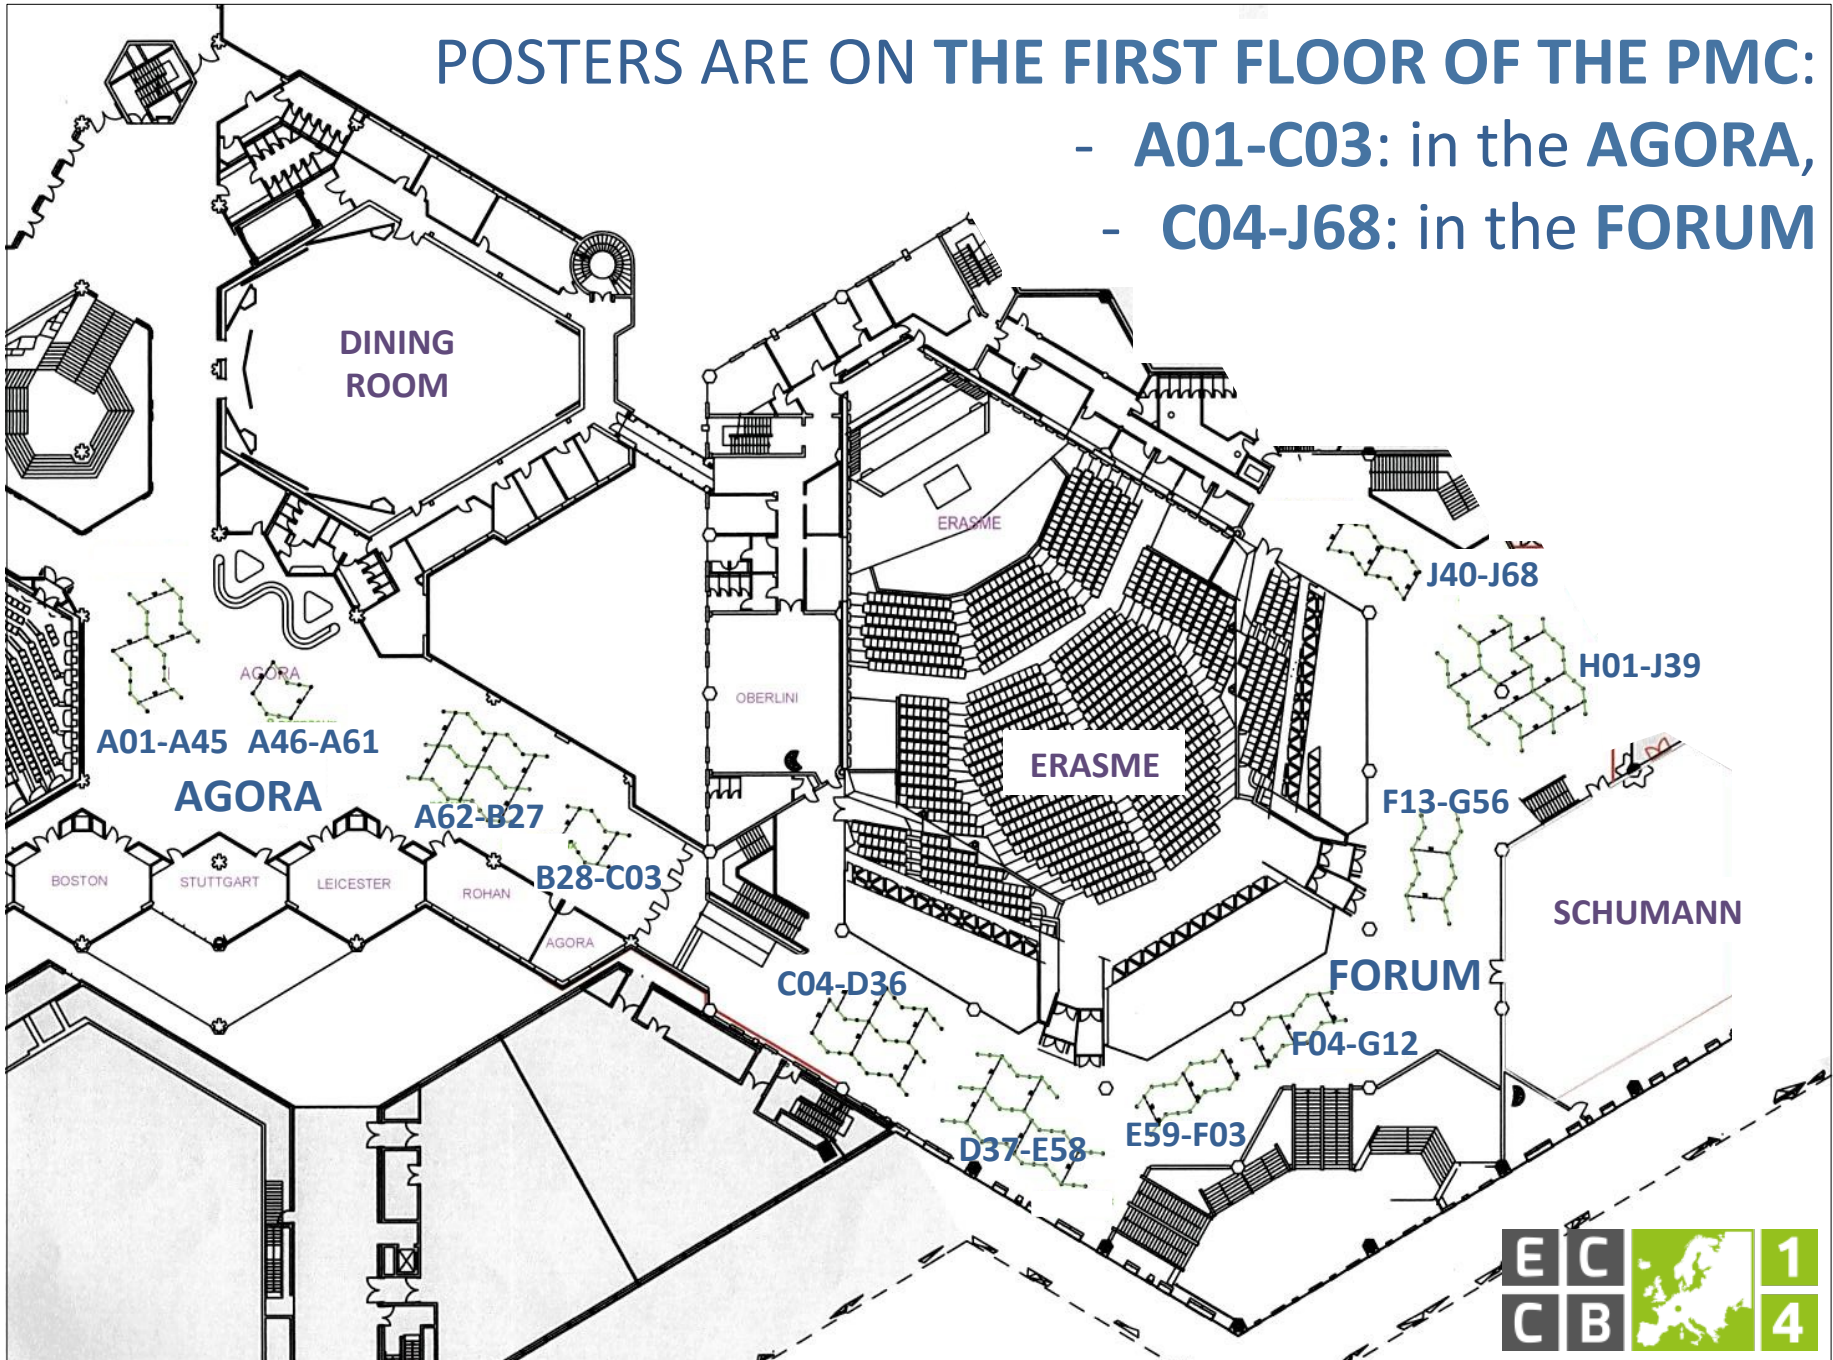 POSTERS ARE ON THE FIRST FLOOR OF THE PMC:
- A01-C03: in the AGORA,
- C04-J68: in the FORUM
DINING
ROOM
ERASME
J40-J68
H01-J39
AGORA
OBERLINI
A01-A45
A46-A61
ERASME
AGORA
A62-B27
F13-G56
B28-C03
BOSTON
STUTTGART
LEICESTER
ROHAN
AGORA
SCHUMANN
C04-D36
FORUM
F04-G12
D37-E58
E59-F03
E C 1
C B 4